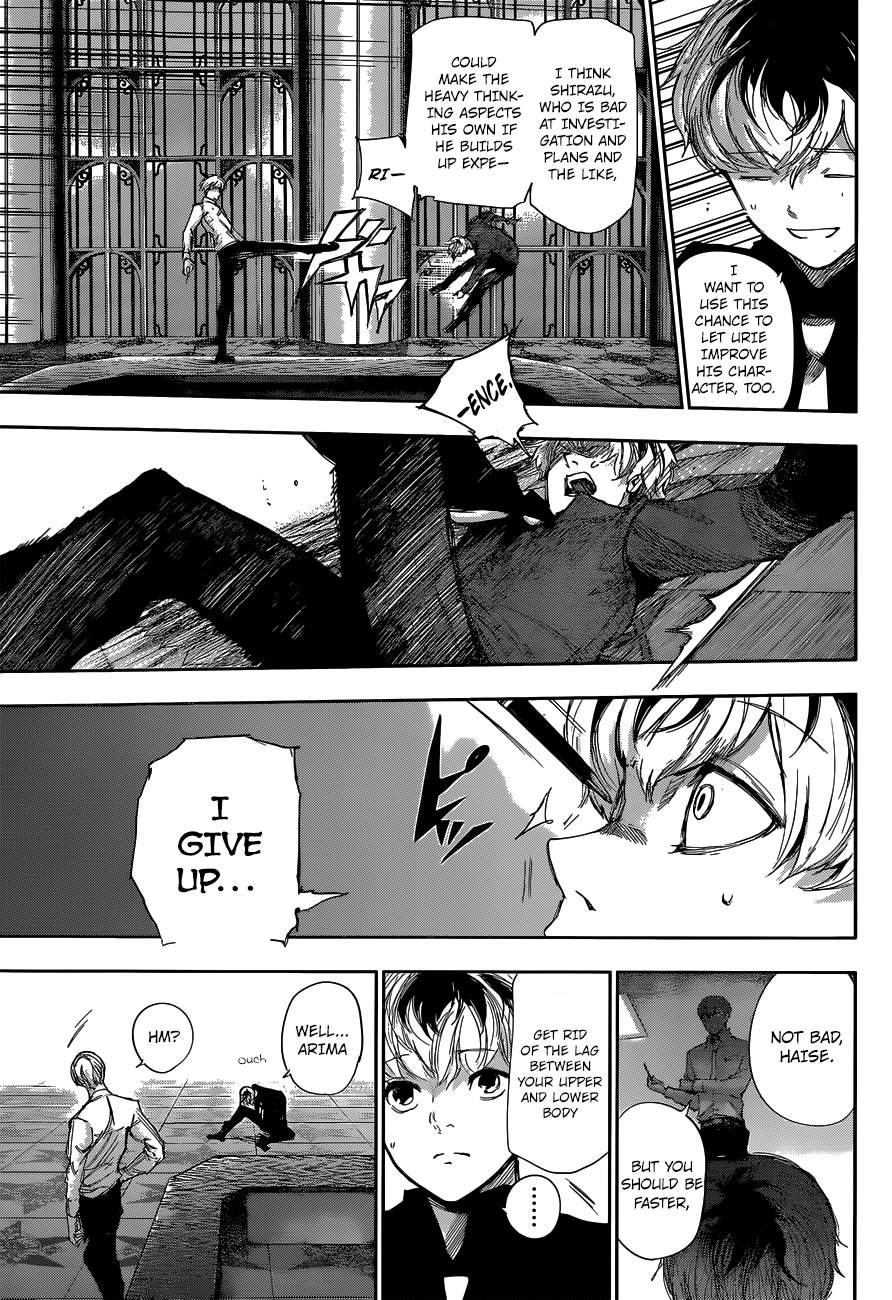 I
WANT TO
USE THIS
CHANCE TO
LET URIE
IMPROVE
HIS CHAR-
ACTER, TOO.
I THINK
SHIRAZU,
WHO IS BAD
AT INVESTI-
GATION AND
PLANS AND
THE LIKE,
COULD
MAKE THE
HEAVY THINK-
ING ASPECTS
HIS OWN IF
HE BUILDS
UP EXPE—
RI—
—ENCE.
I
GIVE
UP...
NOT BAD,
HAISE.
BUT YOU
SHOULD BE
FASTER,
GET RID
OF THE LAG
BETWEEN
YOUR UPPER
AND LOWER
BODY
WELL...
ARIMA
ouch
HM?